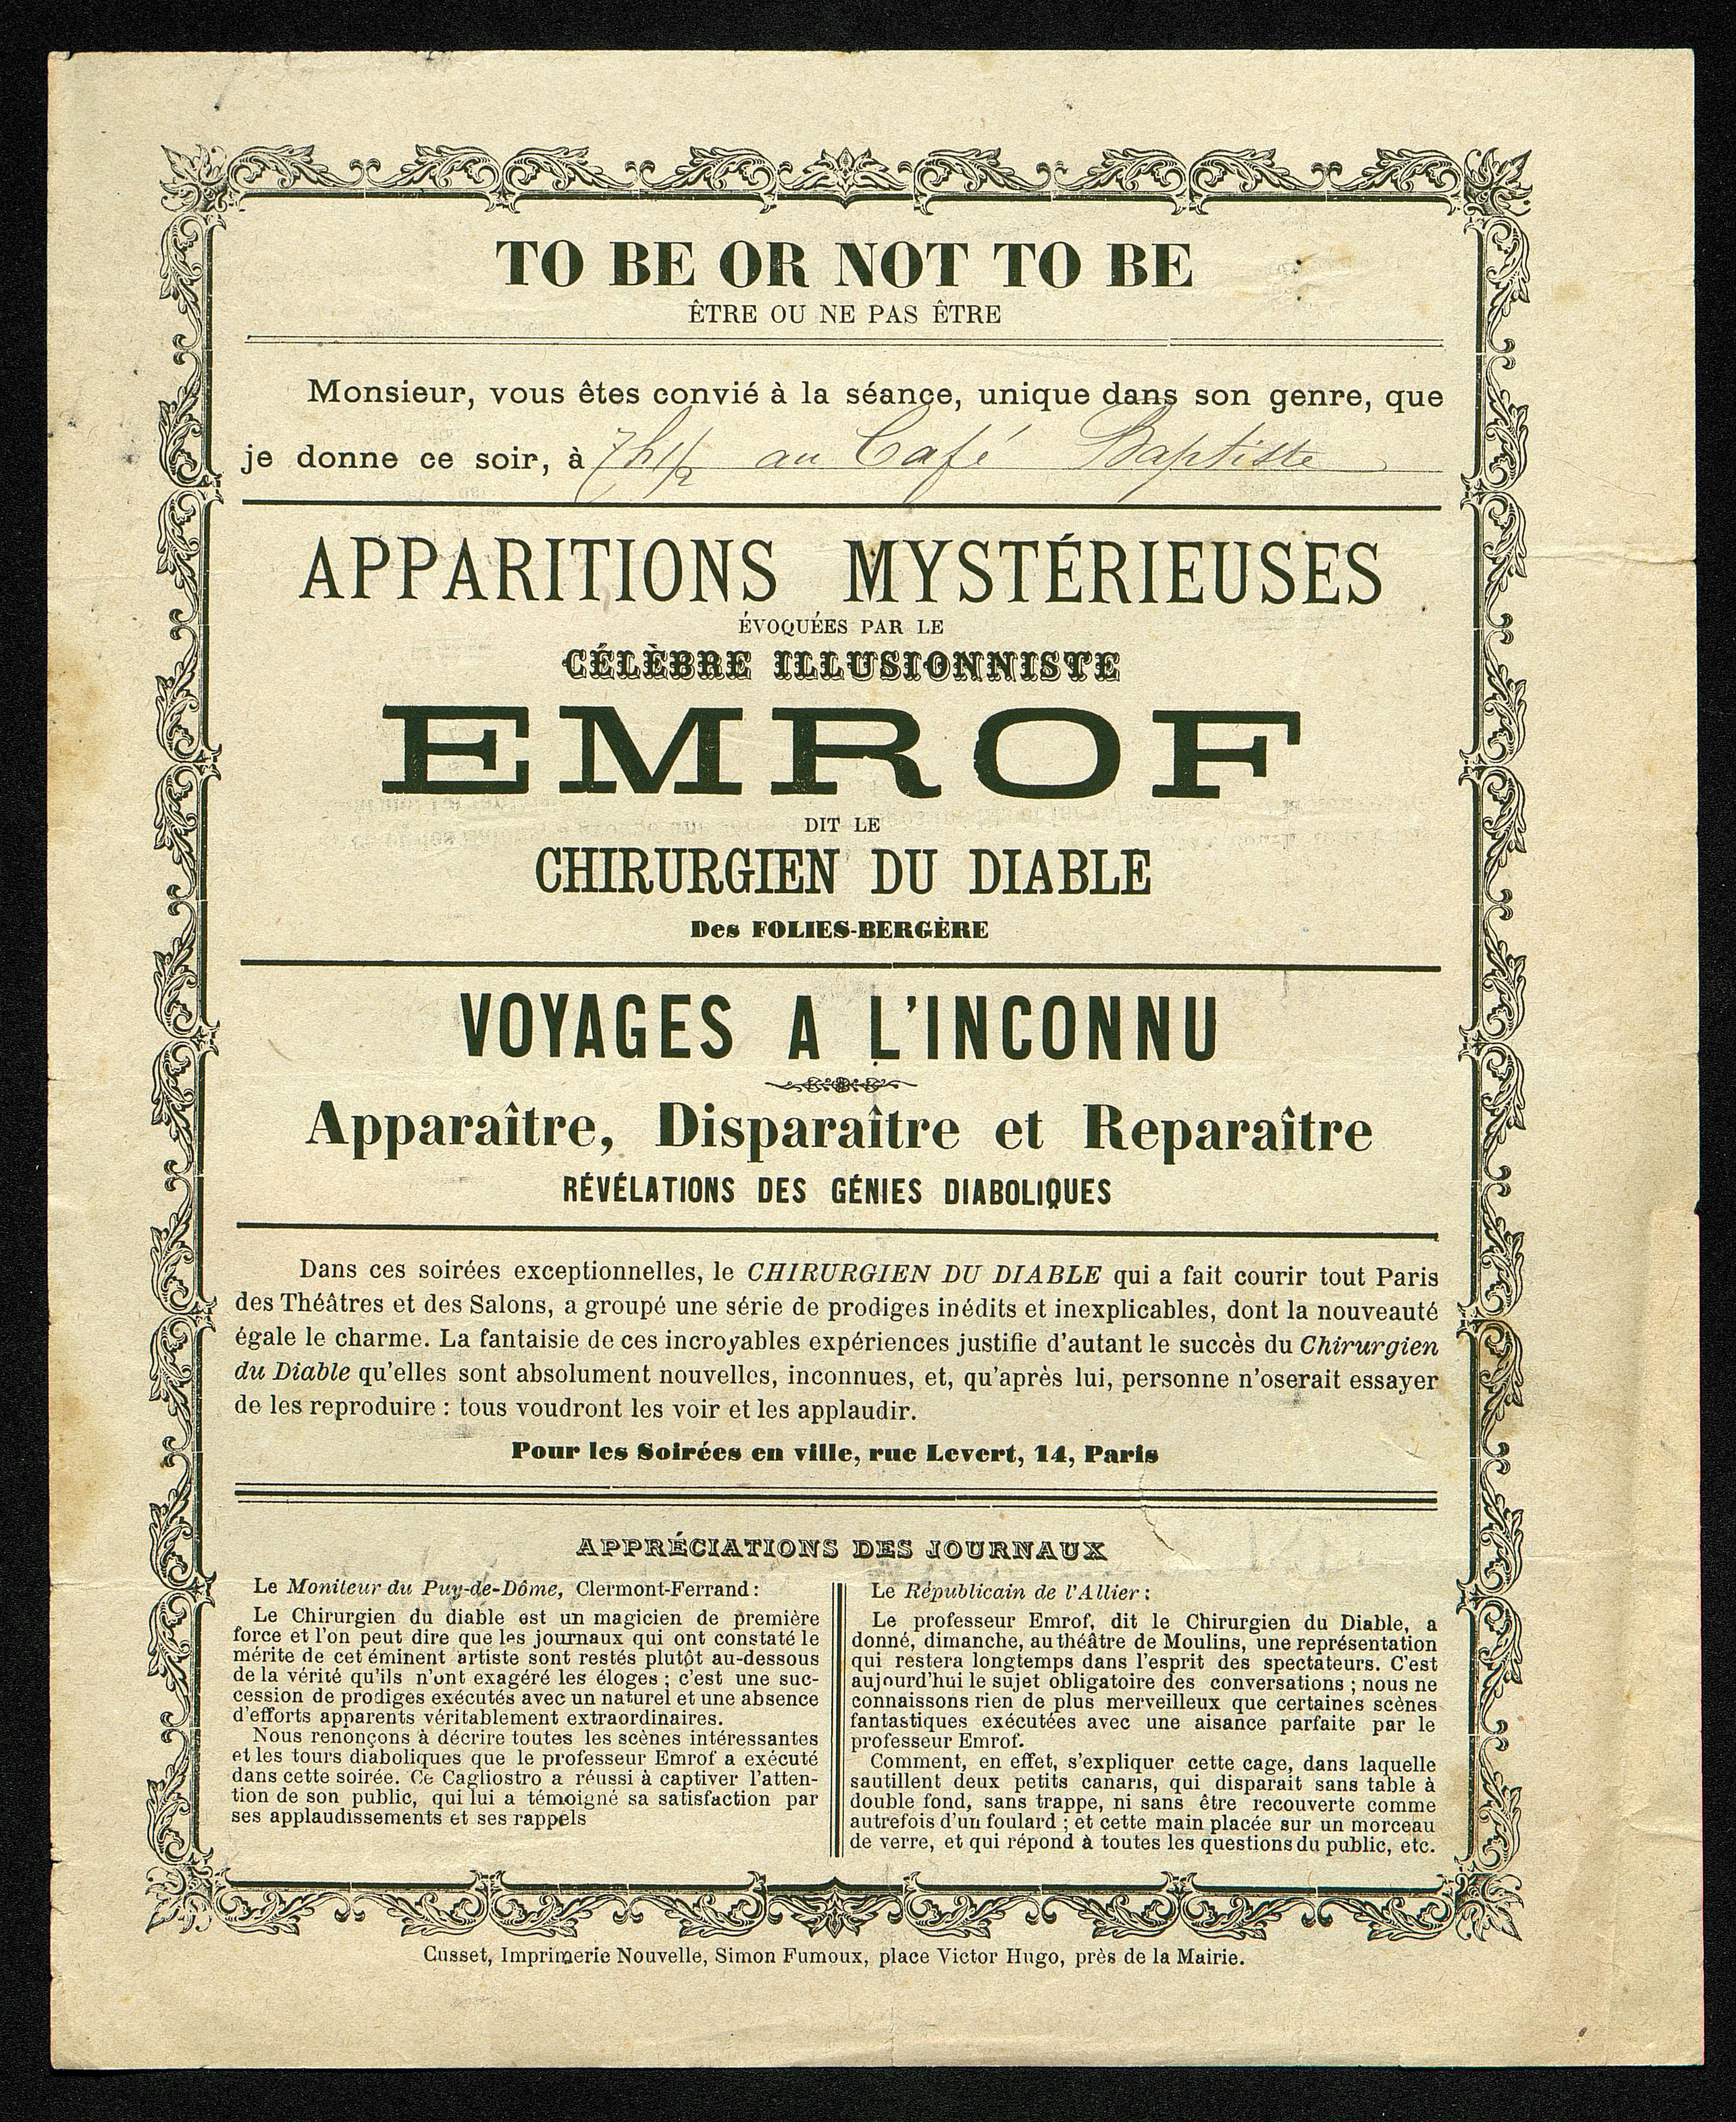 TO BE OR NOT TO BE
ÊTRE OU NE PAS ÊTRE
Monsieur, vous êtes convié à la séance, unique dans son genre, que
je donne ce soir, à 7h1/2 au Café Baptiste
APPARITIONS MYSTÉRIEUSES
ÉVOQUÉES PAR LE
CÉLÈBRE ILLUSIONNISTE
EMROF
DIT LE
CHIRURGIEN DU DIABLE
Des FOLIES-BERGÈRE
VOYAGES A L'INCONNU
Apparaître, Disparaître et Reparaître
RÉVÉLATIONS DES GÉNIES DIABOLIQUES
Dans ces soirées exceptionnelles, le CHIRURGIEN DU DIABLE qui a fait courir tout Paris
des Théâtres et des Salons, a groupé une série de prodiges inédits et inexplicables, dont la nouveauté
égale le charme. La fantaisie de ces incroyables expériences justifie d'autant le succès du Chirurgien
du Diable qu'elles sont absolument nouvelles, inconnues, et, qu'après lui, personne n'oserait essayer
de les reproduire : tous voudront les voir et les applaudir.
Pour les Soirées en ville, rue Levert, 14, Paris
APPRÉCIATIONS DES JOURNAUX
Le Moniteur du Puy-de-Dôme, Clermont-Ferrand :
Le Chirurgien du diable est un magicien de première
force et l'on peut dire que les journaux qui ont constaté le
mérite de cet éminent artiste sont restés plutôt au-dessous
de la vérité qu'ils n'ont exagéré les éloges ; c'est une suc-
cession de prodiges exécutés avec un naturel et une absence
d'efforts apparents véritablement extraordinaires.
Nous renonçons à décrire toutes les scènes intéressantes
et les tours diaboliques que le professeur Emrof a exécuté
dans cette soirée. Ce Cagliostro a réussi à captiver l'atten-
tion de son public, qui lui a témoigné sa satisfaction par
ses applaudissements et ses rappels
Le Républicain de l'Allier :
Le professeur Emrof, dit le Chirurgien du Diable, a
donné, dimanche, au théâtre de Moulins, une représentation
qui restera longtemps dans l'esprit des spectateurs. C'est
aujourd'hui le sujet obligatoire des conversations ; nous ne
connaissons rien de plus merveilleux que certaines scènes
fantastiques exécutées avec une aisance parfaite par le
professeur Emrof.
Comment, en effet, s'expliquer cette cage, dans laquelle
sautillent deux petits canaris, qui disparait sans table à
double fond, sans trappe, ni sans être recouverte comme
autrefois d'un foulard ; et cette main placée sur un morceau
de verre, et qui répond à toutes les questions du public, etc.
Cusset, Imprimerie Nouvelle, Simon Fumoux, place Victor Hugo, près de la Mairie.